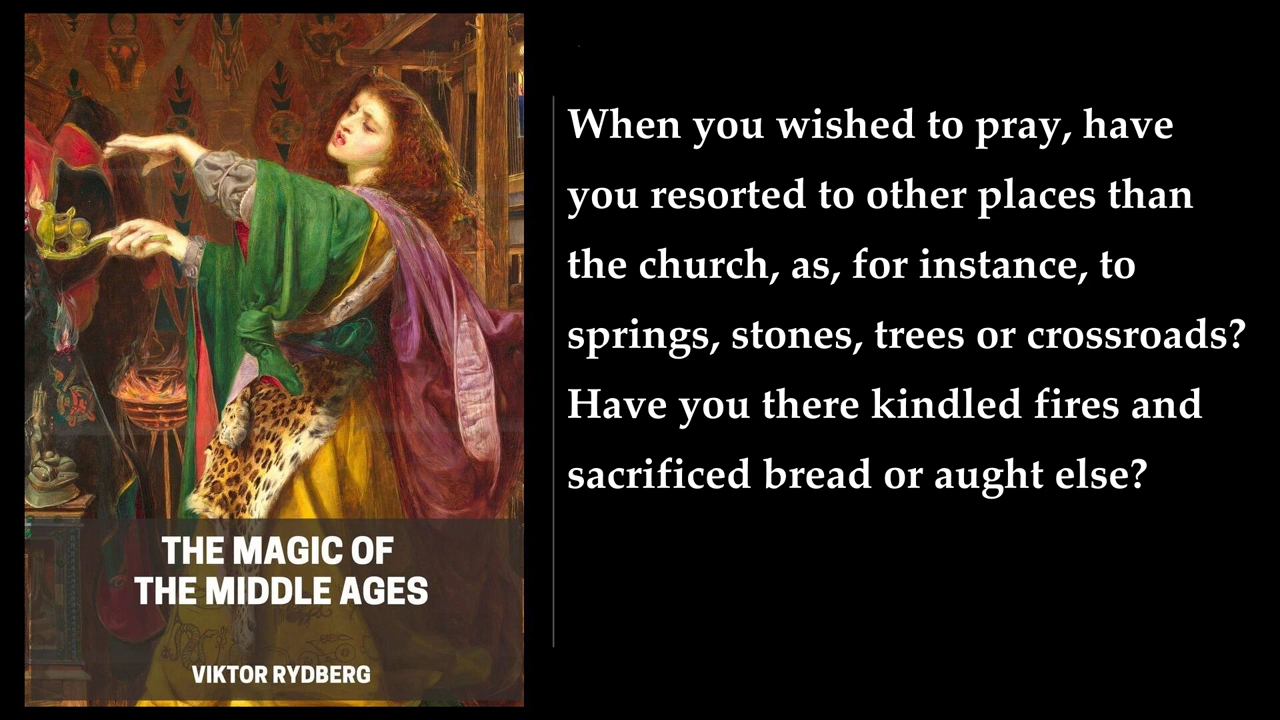 When you wished to pray, have
you resorted to other places than
the church, as, for instance, to
springs, stones, trees or crossroads?
Have you there kindled fires and
sacrificed bread or aught else?
THE MAGIC OF
THE MIDDLE AGES
VIKTOR RYDBERG